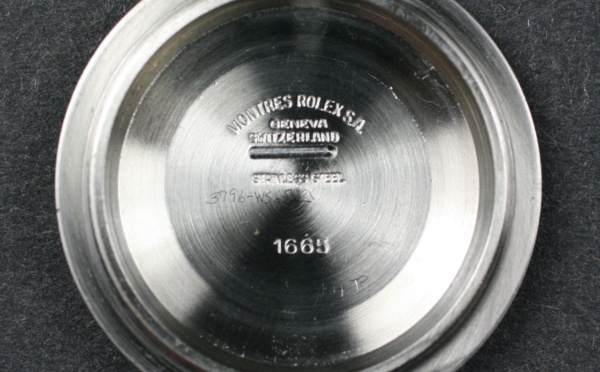 MONTRES ROLEX S.A.
GENEVA
SWITZERLAND
STAINLESS STEEL
1665